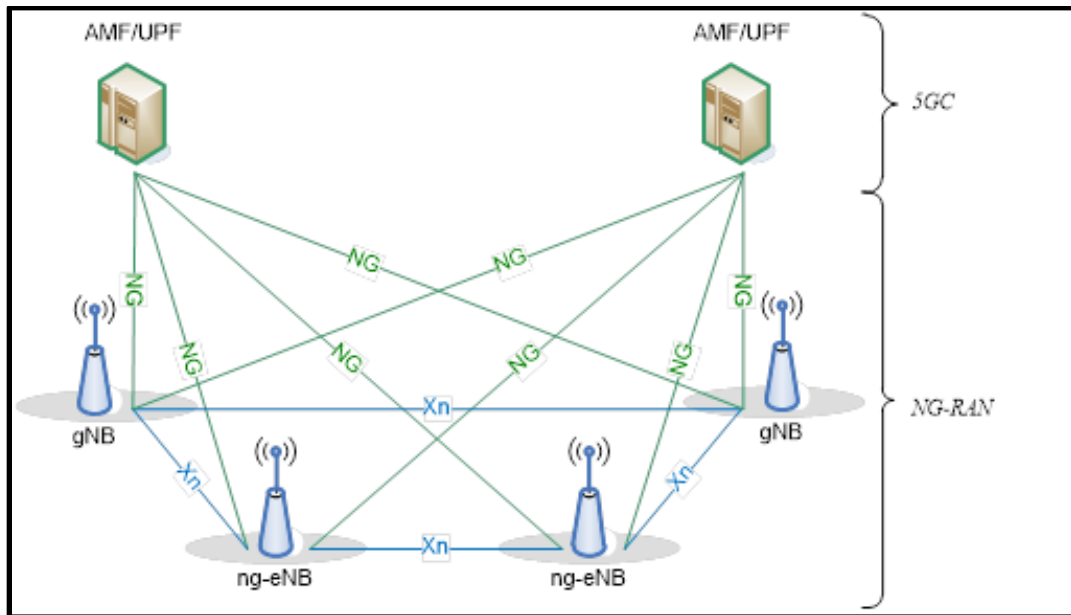 AMF/UPF
AMF/UPF
5GC
NG
NG
NG
NG
NG
NG
NG
NG
Xn
gNB
gNB
NG-RAN
Xn
Xn
Xn
ng-eNB
ng-eNB